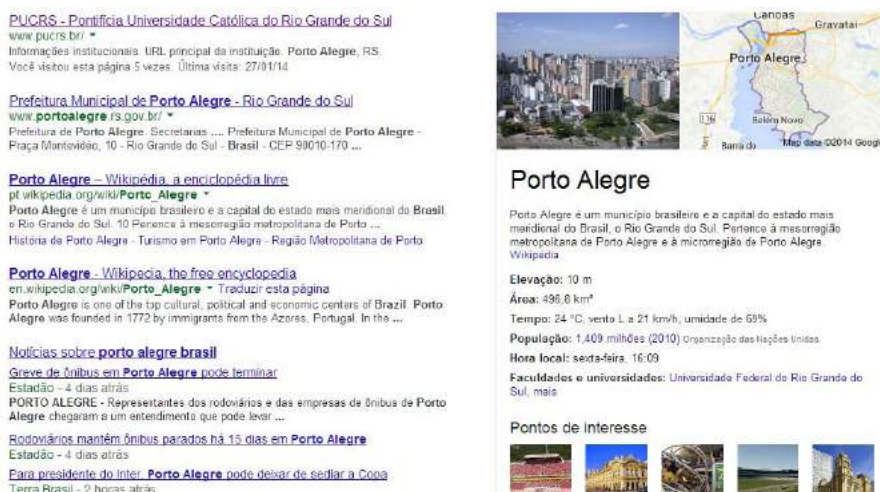 PUCRS - Pontifícia Universidade Católica do Rio Grande do Sul
www.pucrs.br/
Informações institucionais. URL principal da instituição. Porto Alegre, RS.
Você visitou esta página 5 vezes. Última visita: 27/01/14
Prefeitura Municipal de Porto Alegre - Rio Grande do Sul
www.portoalegre.rs.gov.br/
Prefeitura de Porto Alegre. Secretarias .... Prefeitura Municipal de Porto Alegre -
Praça Montevidéo, 10 - Rio Grande do Sul - Brasil - CEP 90010-170 ...
Porto Alegre – Wikipédia, a enciclopédia livre
pt.wikipedia.org/wiki/Porto_Alegre
Porto Alegre é um município brasileiro e a capital do estado mais meridional do Brasil,
o Rio Grande do Sul. 10 Pertence à mesorregião metropolitana de Porto ...
História de Porto Alegre - Turismo em Porto Alegre - Região Metropolitana de Porto
Porto Alegre - Wikipedia, the free encyclopedia
en.wikipedia.org/wiki/Porto_Alegre Traduzir esta página
Porto Alegre is one of the top cultural, political and economic centers of Brazil. Porto
Alegre was founded in 1772 by immigrants from the Azores, Portugal. In the ...
Notícias sobre porto alegre brasil
Greve de ônibus em Porto Alegre pode terminar
Estadão - 4 dias atrás
PORTO ALEGRE - Representantes dos rodoviários e das empresas de ônibus de Porto
Alegre chegaram a um entendimento que pode levar ...
Rodoviários mantêm ônibus parados há 15 dias em Porto Alegre
Estadão - 4 dias atrás
Para presidente do Inter, Porto Alegre pode deixar de sediar a Copa
Terra Brasil - 2 horas atrás
Canoas
Gravataí
Porto Alegre
116
Belém Novo
Barra do
Map data ©2014 Google
Porto Alegre
Porto Alegre é um município brasileiro e a capital do estado mais
meridional do Brasil, o Rio Grande do Sul. Pertence à mesorregião
metropolitana de Porto Alegre e à microrregião de Porto Alegre.
Wikipedia
Elevação: 10 m
Área: 496,8 km²
Tempo: 24 °C, vento L a 21 km/h, umidade de 69%
População: 1,409 milhões (2010) Organização das Nações Unidas
Hora local: sexta-feira, 16:09
Faculdades e universidades: Universidade Federal do Rio Grande do
Sul, mais
Pontos de interesse